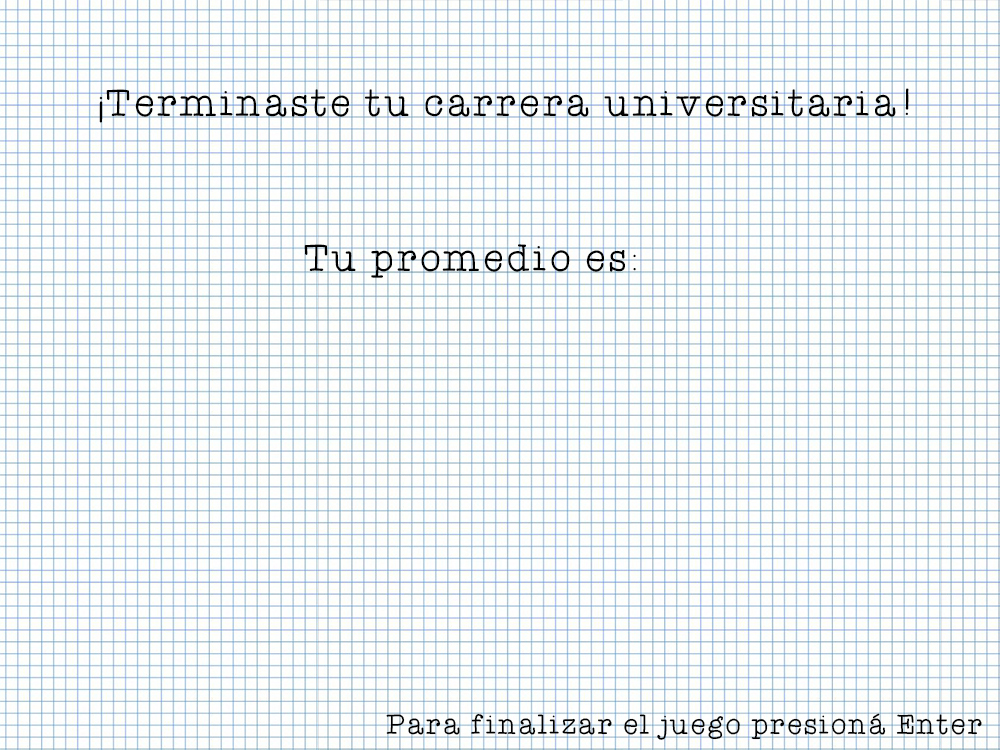 ¡Terminaste tu carrera universitaria!
Tu promedio es:
Para finalizar el juego presioná Enter